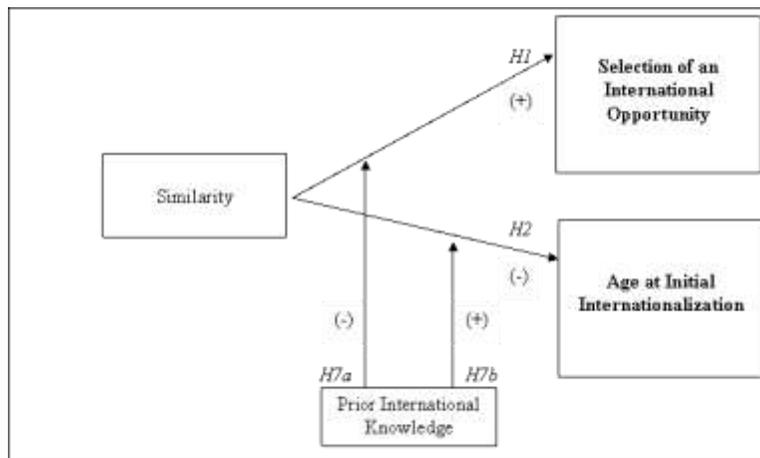 H1
(+)
Selection of an
International
Opportunity
Similarity
H2
(-)
Age at Initial
Internationalization
(-)
(+)
H7a
H7b
Prior International
Knowledge